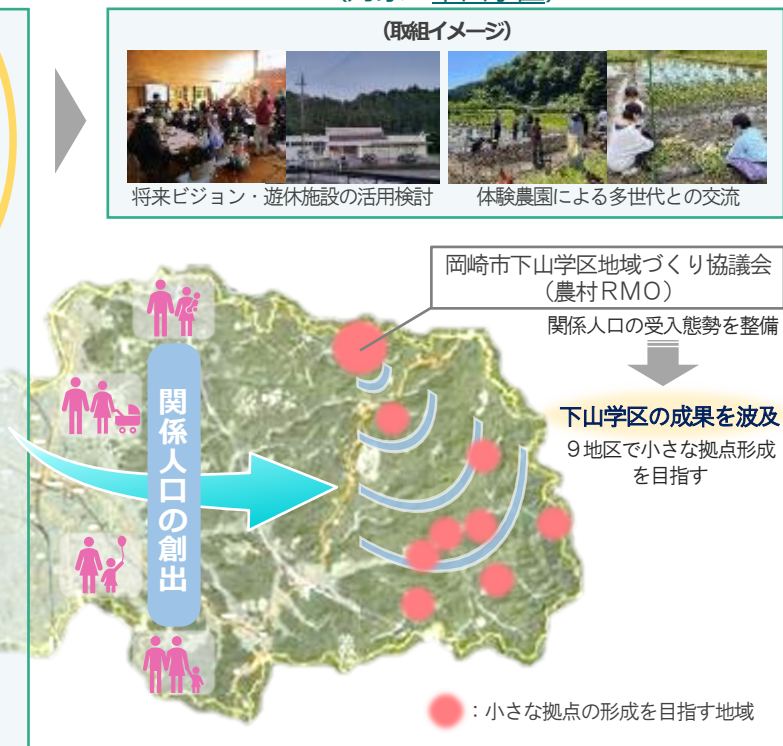 (取組イメージ)
将来ビジョン・遊休施設の活用検討
体験農園による多世代との交流
岡崎市下山学区地域づくり協議会
(農村RMO)
関係人口の受入態勢を整備
下山学区の成果を波及
9地区で小さな拠点形成
を目指す
関係人口の創出
:小さな拠点の形成を目指す地域